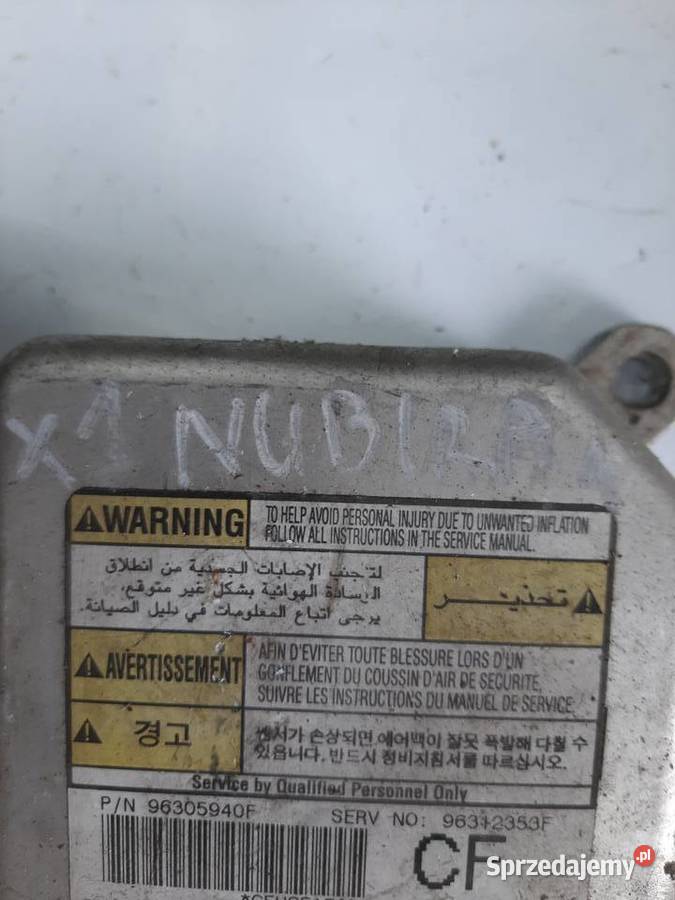 x1 NUBIRA
WARNING
TO HELP AVOID PERSONAL INJURY DUE TO UNWANTED INFLATION
FOLLOW ALL INSTRUCTIONS IN THE SERVICE MANUAL.
لتجنب الإصابات الجسدية من انطلاق
الوسادة الهوائية بشكل غير متوقع،
يرجى اتباع المعلومات في دليل الصيانة.
تحذير
AVERTISSEMENT
AFIN D'EVITER TOUTE BLESSURE LORS D'UN
GONFLEMENT DU COUSSIN D'AIR DE SECURITE,
SUIVRE LES INSTRUCTIONS DU MANUEL DE SERVICE.
경고
센서가 손상되면 에어백이 잘못 폭발해 다칠 수
있읍니다. 반드시 정비지침서를 따르십시오.
Service by Qualified Personnel Only
P/N 96305940F
SERV NO: 96312353F
CF
Sprzedajemy.pl